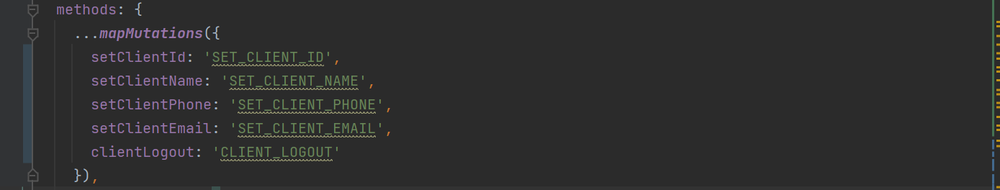 methods: {
...mapMutations({
setClientId: 'SET_CLIENT_ID',
setClientName: 'SET_CLIENT_NAME',
setClientPhone: 'SET_CLIENT_PHONE',
setClientEmail: 'SET_CLIENT_EMAIL',
clientLogout: 'CLIENT_LOGOUT'
}),